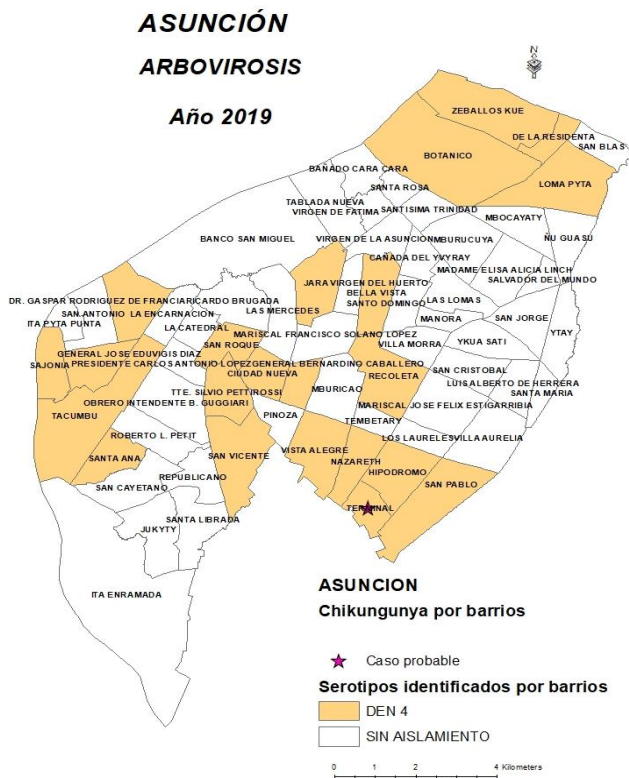 ASUNCIÓN
ARBOVIROSIS
Año 2019
N
ZEBALLOS KUE
DE LA RESIDENTA
SAN BLAS
BOTANICO
BAÑADO CARA CARA
LOMA PYTA
SANTA ROSA
TABLADA NUEVA
SANTISIMA TRINIDAD
VIRGEN DE FATIMA
MBOCAYATY
BANCO SAN MIGUEL
VIRGEN DE LA ASUNCION
MBURUCUYA
ÑU GUASU
CAÑADA DEL YVYRAY
MADAME ELISA ALICIA LINCH
JARA
VIRGEN DEL HUERTO
SALVADOR DEL MUNDO
BELLA VISTA
DR. GASPAR RODRIGUEZ DE FRANCIA
RICARDO BRUGADA
SANTO DOMINGO
LAS LOMAS
SAN ANTONIO
LA ENCARNACION
LAS MERCEDES
MANORA
SAN JORGE
ITA PYTA PUNTA
LA CATEDRAL
MARISCAL FRANCISCO SOLANO LOPEZ
YTAY
SAN ROQUE
VILLA MORRA
YKUA SATI
GENERAL JOSE EDUVIGIS DIAZ
SAJONIA
PRESIDENTE CARLOS ANTONIO LOPEZ
GENERAL BERNARDINO CABALLERO
CIUDAD NUEVA
RECOLETA
SAN CRISTOBAL
TACUMBU
TTE. SILVIO PETTIROSSI
MBURICAO
LUIS ALBERTO DE HERRERA
SANTA MARIA
OBRERO INTENDENTE B. GUGGIARI
MARISCAL JOSE FELIX ESTIGARRIBIA
PINOZA
TEMBETARY
ROBERTO L. PETIT
LOS LAURELES
VILLA AURELIA
SANTA ANA
SAN VICENTE
VISTA ALEGRE
NAZARETH
HIPODROMO
REPUBLICANO
SAN CAYETANO
SAN PABLO
TERMINAL
SANTA LIBRADA
JUKYTY
ITA ENRAMADA
ASUNCION
Chikungunya por barrios
Caso probable
Serotipos identificados por barrios
DEN 4
SIN AISLAMIENTO
0 1 2 4 Kilometers